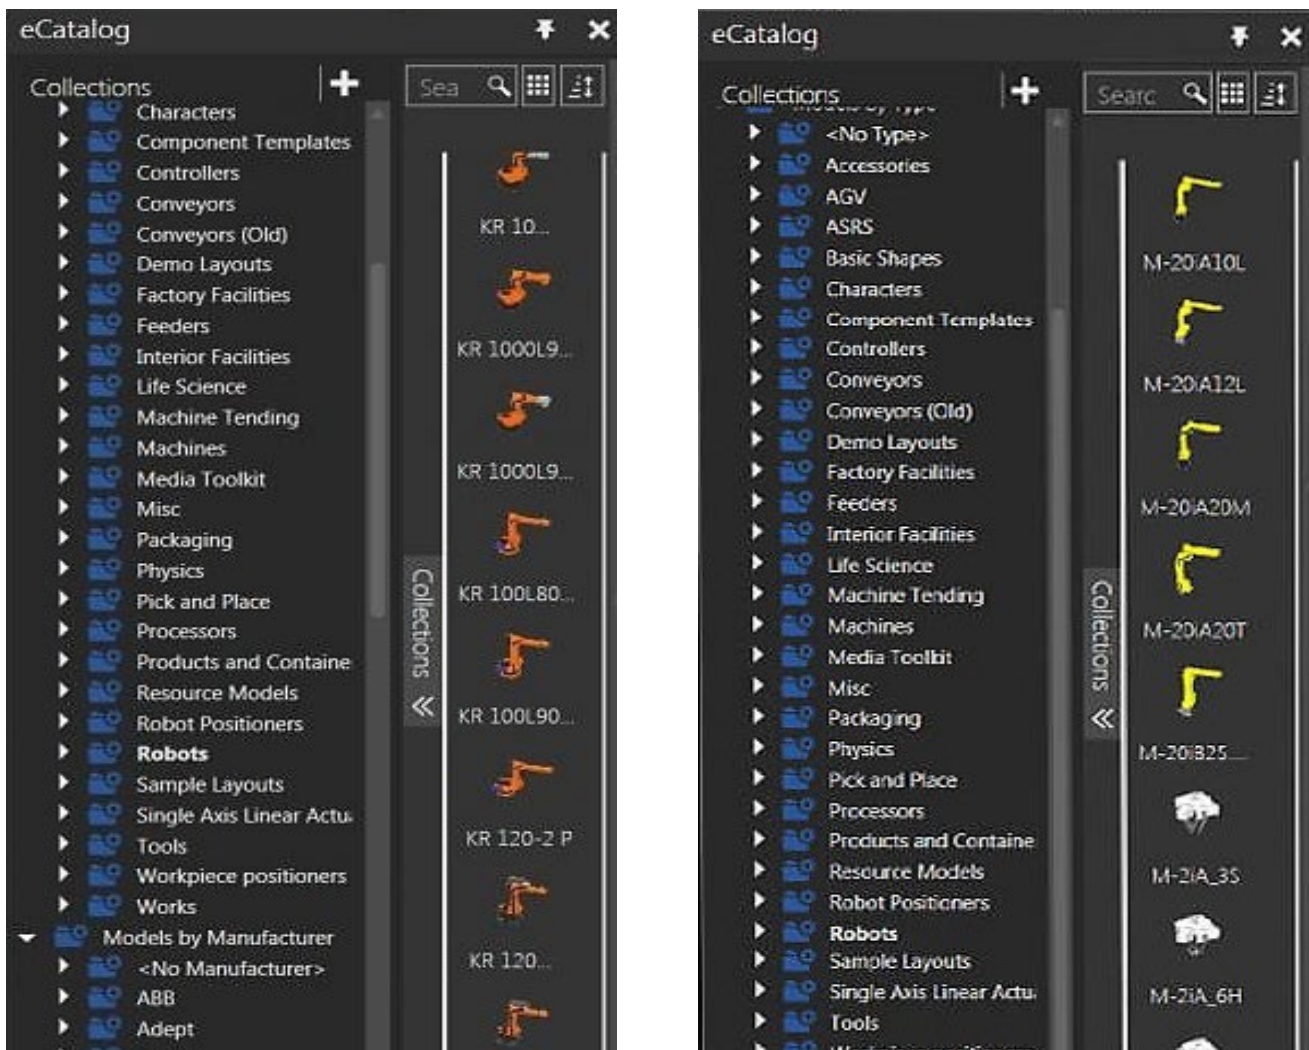 eCatalog
Collections
Sea
Characters
Component Templates
Controllers
Conveyors
Conveyors (Old)
Demo Layouts
Factory Facilities
Feeders
Interior Facilities
Life Science
Machine Tending
Machines
Media Toolkit
Misc
Packaging
Physics
Pick and Place
Processors
Products and Containe
Resource Models
Robot Positioners
Robots
Sample Layouts
Single Axis Linear Actu
Tools
Workpiece positioners
Works
Models by Manufacturer
<No Manufacturer>
ABB
Adept
Collections
KR 10...
KR 1000L9...
KR 1000L9...
KR 100L80...
KR 100L90...
KR 120-2 P
KR 120...
eCatalog
Collections
Searc
Models by Type
<No Type>
Accessories
AGV
ASRS
Basic Shapes
Characters
Component Templates
Controllers
Conveyors
Conveyors (Old)
Demo Layouts
Factory Facilities
Feeders
Interior Facilities
Life Science
Machine Tending
Machines
Media Toolkit
Misc
Packaging
Physics
Pick and Place
Processors
Products and Containe
Resource Models
Robot Positioners
Robots
Sample Layouts
Single Axis Linear Actu
Tools
Collections
M-20iA10L
M-20iA12L
M-20iA20M
M-20iA20T
M-20iB25...
M-2iA_3S
M-2iA_6H